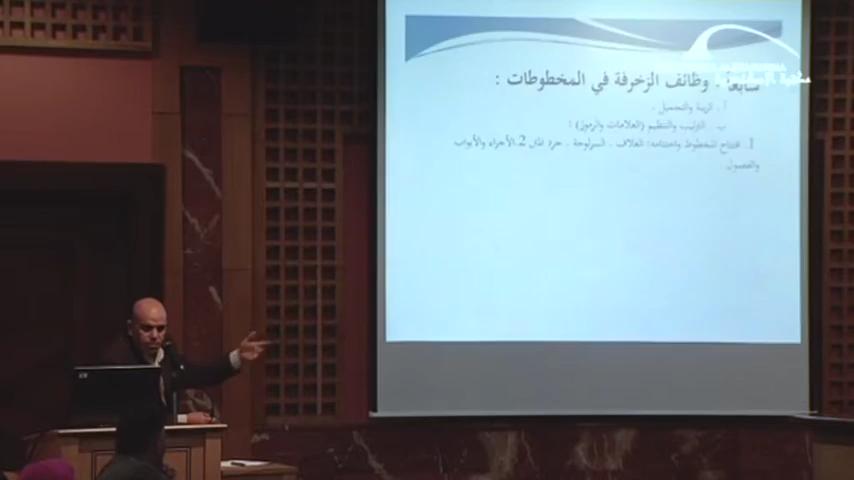 سابعاً . وظائف الزخرفة في المخطوطات :
أ . الزينة والتجميل .
ب . الترتيب والتنظيم (العلامات والرموز) :
1. افتتاح المخطوط واختتامه: الغلاف . السرلوحة . حرد المتن 2.الأجزاء والأبواب
والفصول .